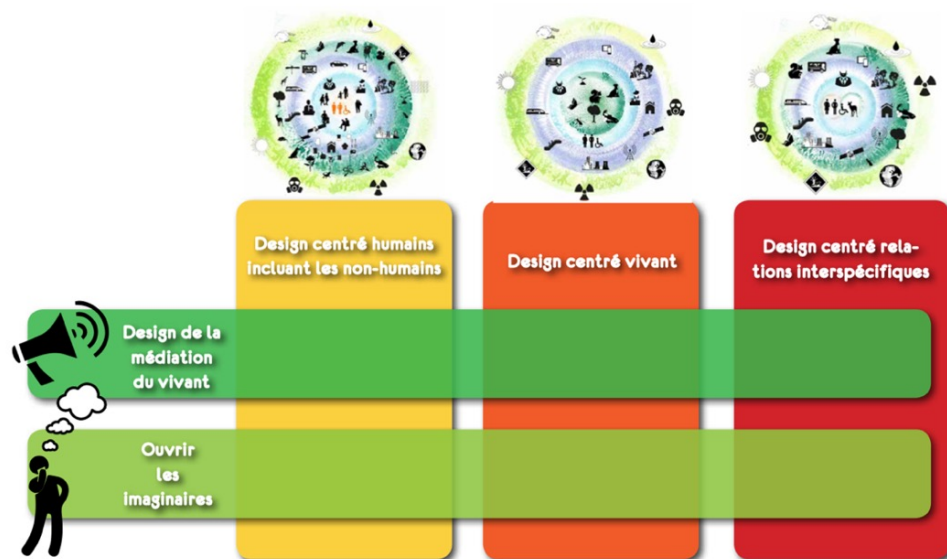 Design centré humains
incluant les non-humains
Design centré vivant
Design centré rela-
tions interspécifiques
Design de la
médiation
du vivant
Ouvrir
les
imaginaires